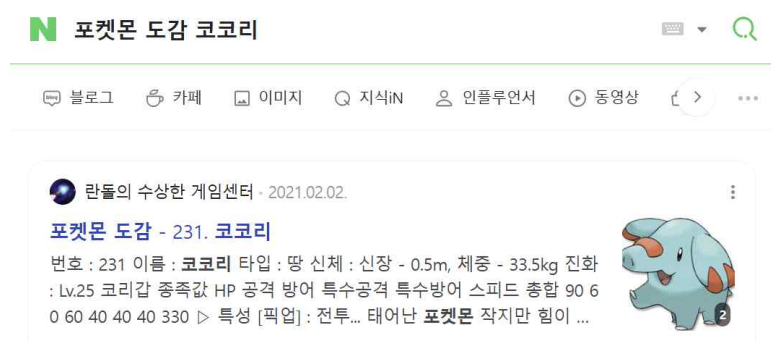 N 포켓몬 도감 코코리
블로그 카페 이미지 지식iN 인플루언서 동영상
란돌의 수상한 게임센터 · 2021.02.02.
포켓몬 도감 - 231. 코코리
번호 : 231 이름 : 코코리 타입 : 땅 신체 : 신장 - 0.5m, 체중 - 33.5kg 진화
: Lv.25 코리갑 종족값 HP 공격 방어 특수공격 특수방어 스피드 총합 90 6
0 60 40 40 40 330 ▷ 특성 [픽업] : 전투... 태어난 포켓몬 작지만 힘이 ...
2